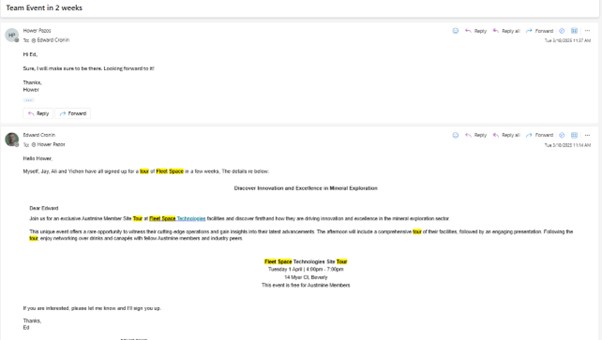 Team Event in 2 weeks
HP
Hower Pazos
To: Edward Cronin
Reply Reply all Forward
Tue 3/18/2025 11:37 AM
Hi Ed,
Sure, I will make sure to be there. Looking forward to it!
Thanks,
Hower
Reply Forward
Edward Cronin
To: Hower Pazos
Reply Reply all Forward
Tue 3/18/2025 11:14 AM
Hello Hower,
Myself, Jay, Ali and Yichen have all signed up for a tour of Fleet Space in a few weeks. The details re below:
Discover Innovation and Excellence in Mineral Exploration
Dear Edward
Join us for an exclusive Austmine Member Site Tour at Fleet Space Technologies facilities and discover firsthand how they are driving innovation and excellence in the mineral exploration sector.
This unique event offers a rare opportunity to witness their cutting-edge operations and gain insights into their latest advancements. The afternoon will include a comprehensive tour of their facilities, followed by an engaging presentation. Following the
tour, enjoy networking over drinks and canapés with fellow Austmine members and industry peers.
Fleet Space Technologies Site Tour
Tuesday 1 April | 4:00pm - 7:00pm
14 Myer Ct, Beverly
This event is free for Austmine Members
If you are interested, please let me know and I'll sign you up.
Thanks,
Ed